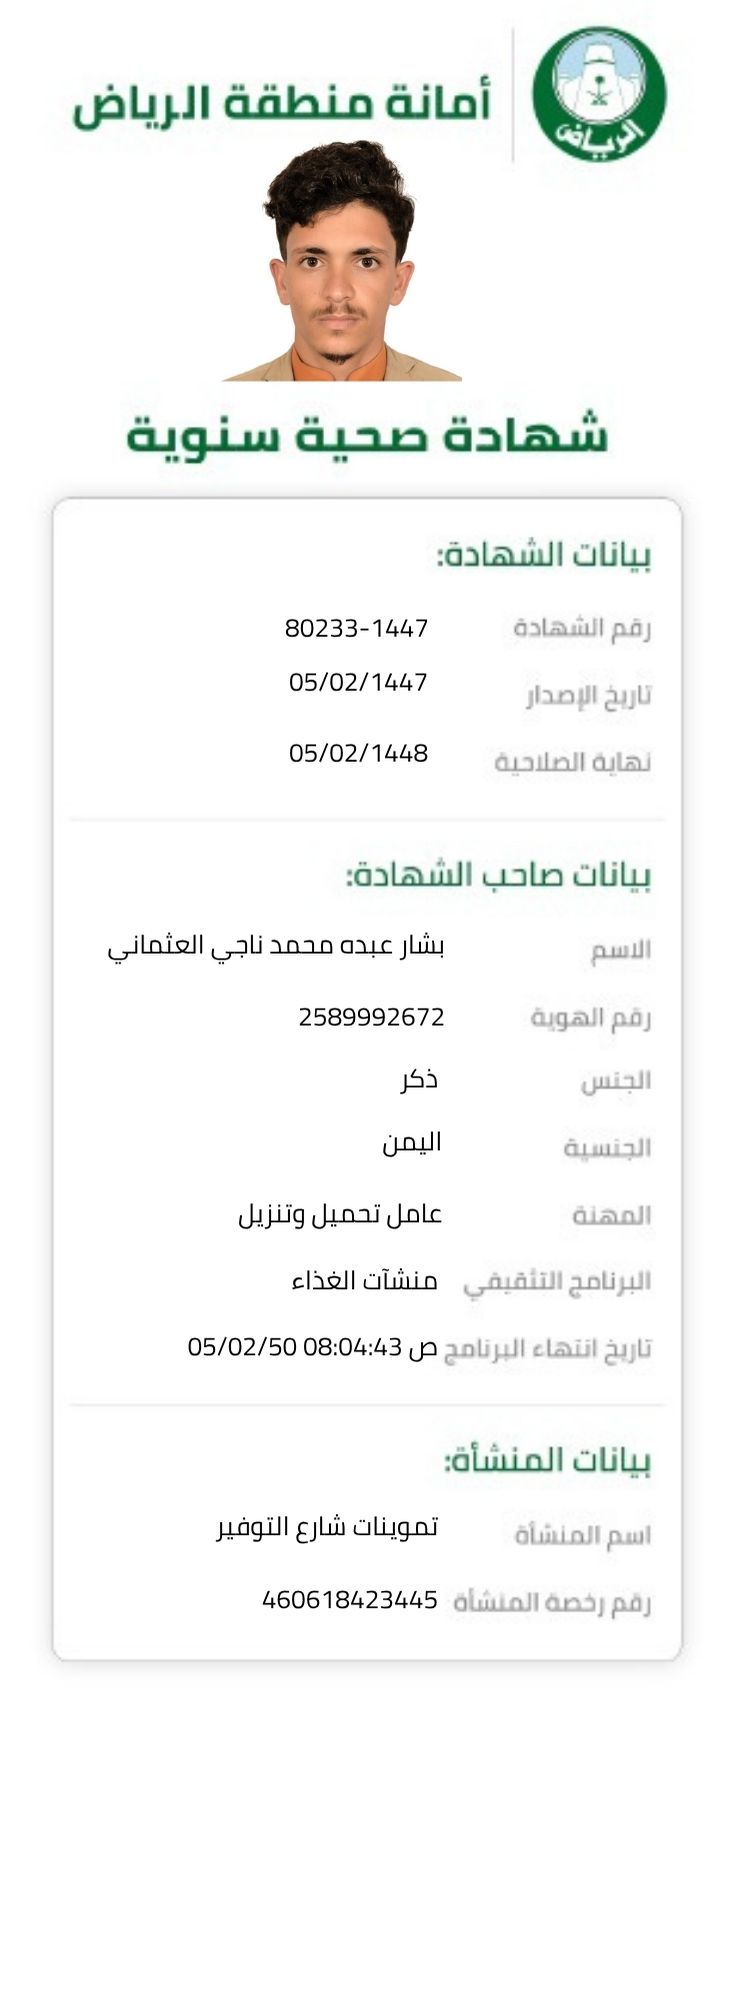 أمانة منطقة الرياض
الرياض
شهادة صحية سنوية
بيانات الشهادة:
رقم الشهادة 80233-1447
تاريخ الإصدار 05/02/1447
نهاية الصلاحية 05/02/1448
بيانات صاحب الشهادة:
الاسم بشار عبده محمد ناجي العثماني
رقم الهوية 2589992672
الجنس ذكر
الجنسية اليمن
المهنة عامل تحميل وتنزيل
البرنامج التثقيفي منشآت الغذاء
تاريخ انتهاء البرنامج ص 08:04:43 05/02/50
بيانات المنشأة:
اسم المنشأة تموينات شارع التوفير
رقم رخصة المنشأة 460618423445